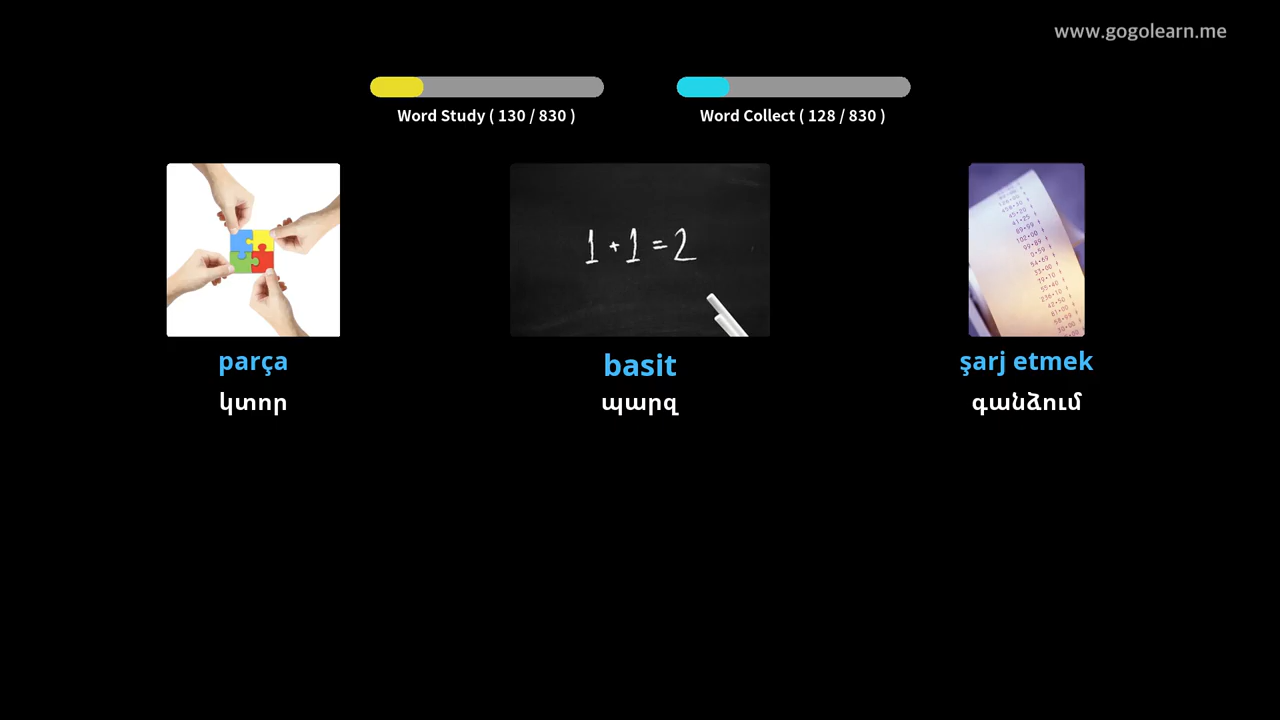 www.gogolearn.me
Word Study ( 130 / 830 )
Word Collect ( 128 / 830 )
1 + 1 = 2
parça
basit
şarj etmek
կտոր
պարզ
գանձում